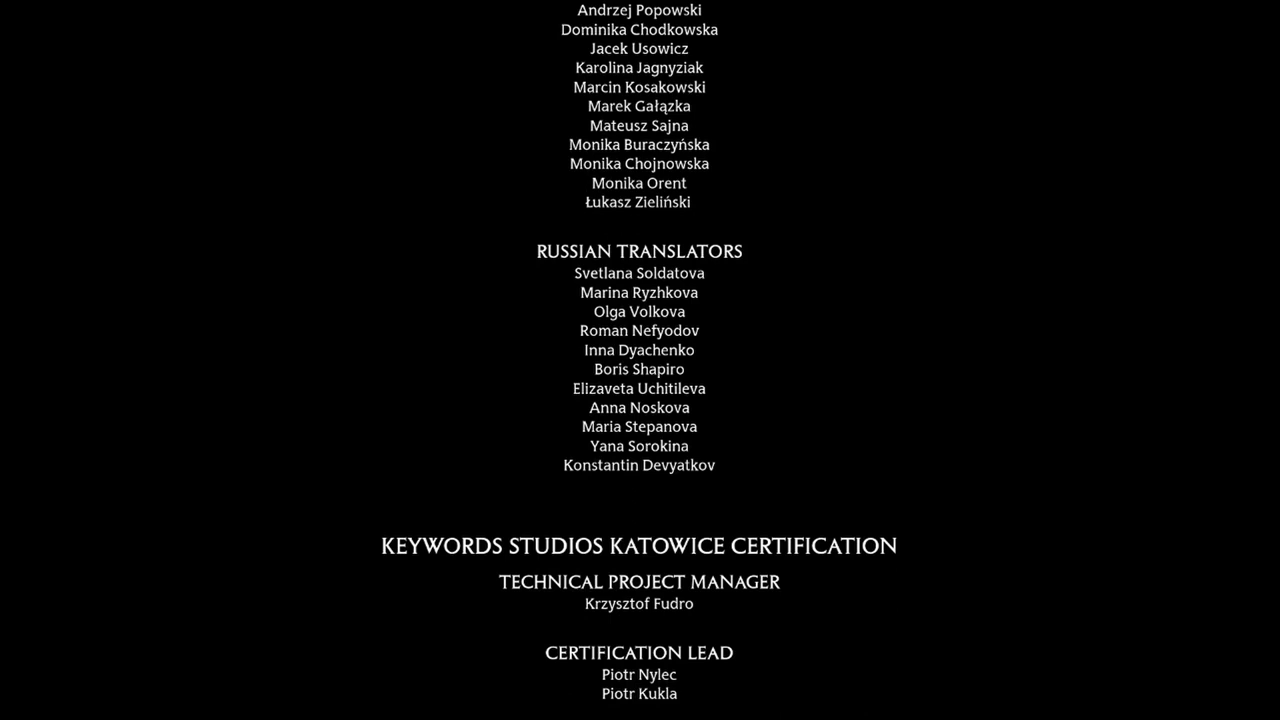 Andrzej Popowski
Dominika Chodkowska
Jacek Usowicz
Karolina Jagnyziak
Marcin Kosakowski
Marek Gałązka
Mateusz Sajna
Monika Buraczyńska
Monika Chojnowska
Monika Orent
Łukasz Zieliński
RUSSIAN TRANSLATORS
Svetlana Soldatova
Marina Ryzhkova
Olga Volkova
Roman Nefyodov
Inna Dyachenko
Boris Shapiro
Elizaveta Uchitileva
Anna Noskova
Maria Stepanova
Yana Sorokina
Konstantin Devyatkov
KEYWORDS STUDIOS KATOWICE CERTIFICATION
TECHNICAL PROJECT MANAGER
Krzysztof Fudro
CERTIFICATION LEAD
Piotr Nylec
Piotr Kukla